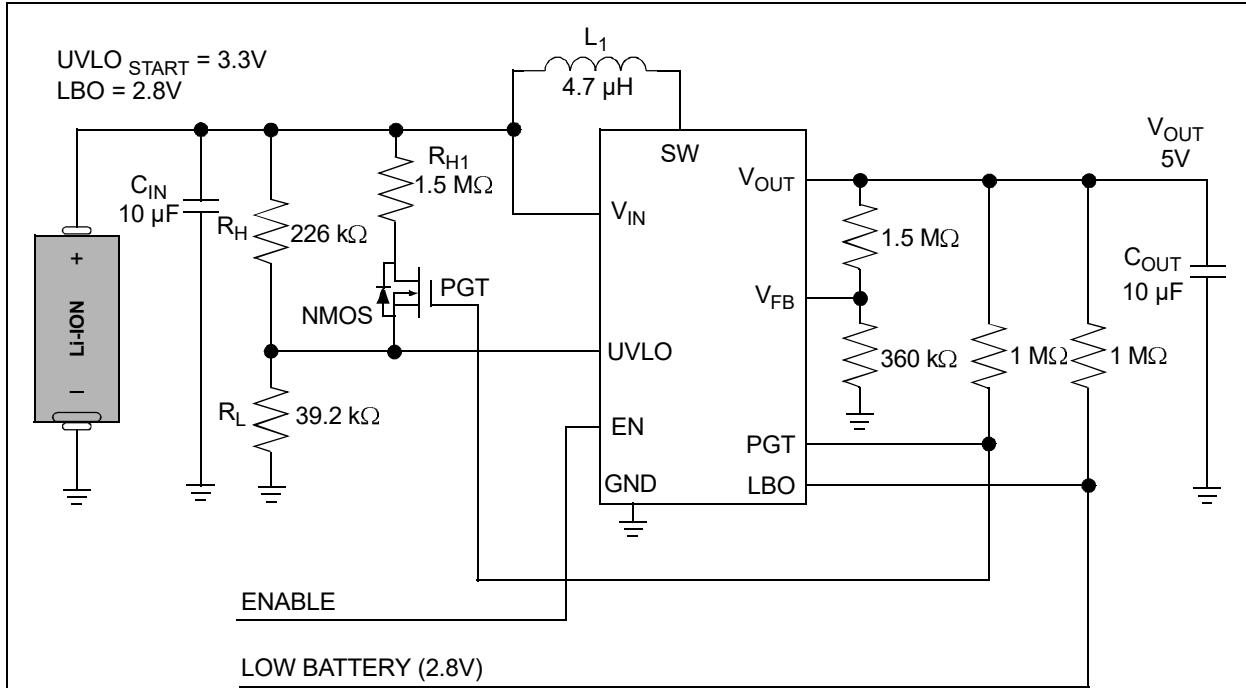 UVLO START = 3.3V
LBO = 2.8V
L1
4.7 µH
SW
VOUT
5V
RH1
1.5 MΩ
CIN
10 µF
RH
226 kΩ
VIN
VOUT
1.5 MΩ
COUT
10 µF
PGT
NMOS
VFB
+
Li-ION
–
UVLO
360 kΩ
1 MΩ
1 MΩ
RL
39.2 kΩ
EN
PGT
GND
LBO
ENABLE
LOW BATTERY (2.8V)